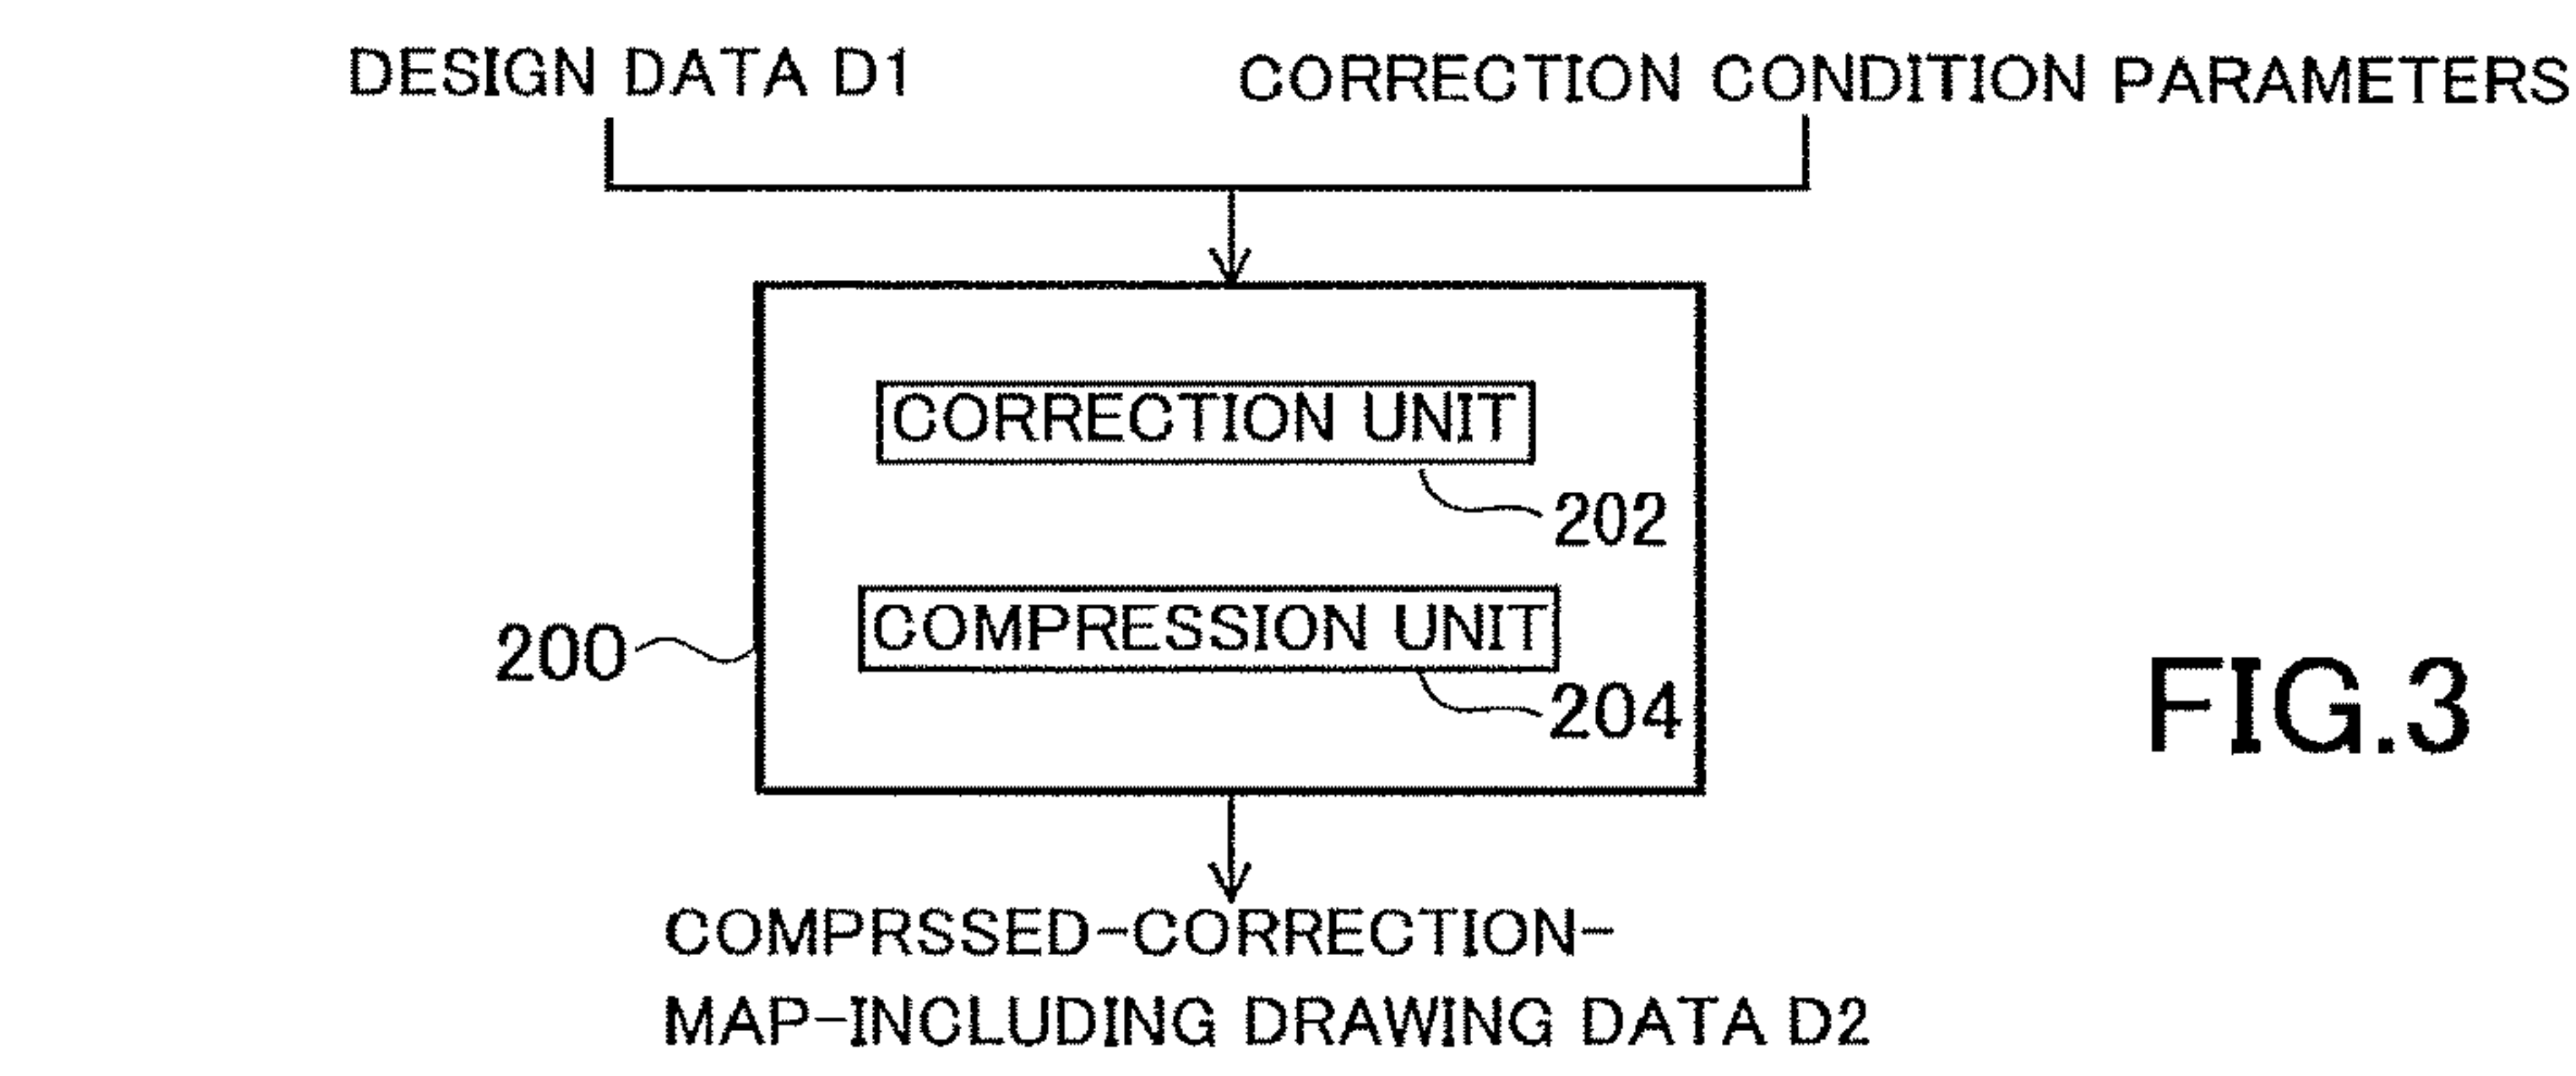 DESIGN DATA D1
CORRECTION CONDITION PARAMETERS
CORRECTION UNIT
202
COMPRESSION UNIT
200
204
FIG.3
COMPRSSED-CORRECTION-
MAP-INCLUDING DRAWING DATA D2